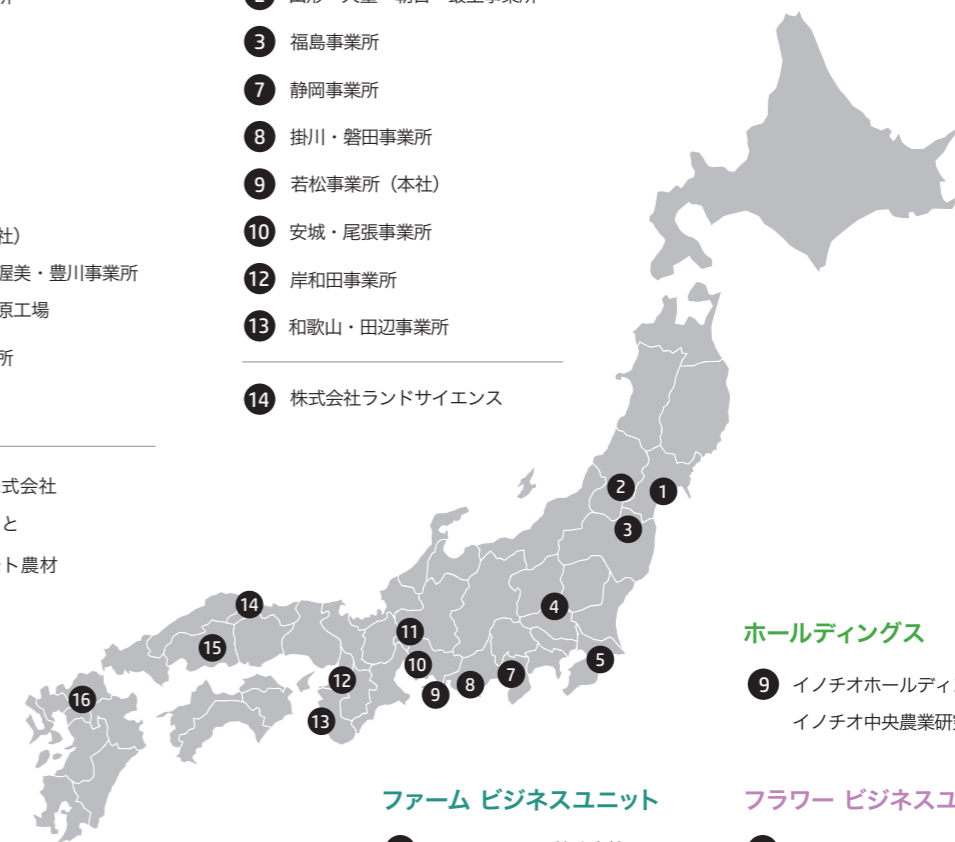 社）
渥美・豊川事業所
原工場
所
式会社
と
ト農材
3 福島事業所
7 静岡事業所
8 掛川・磐田事業所
9 若松事業所（本社）
10 安城・尾張事業所
12 岸和田事業所
13 和歌山・田辺事業所
14 株式会社ランドサイエンス
2
1
3
4
5
14
15
16
11
10
12
9
8
7
13
ホールディングス
9 イノチオホールディ
イノチオ中央農業研
ファーム ビジネスユニット
フラワー ビジネスユ